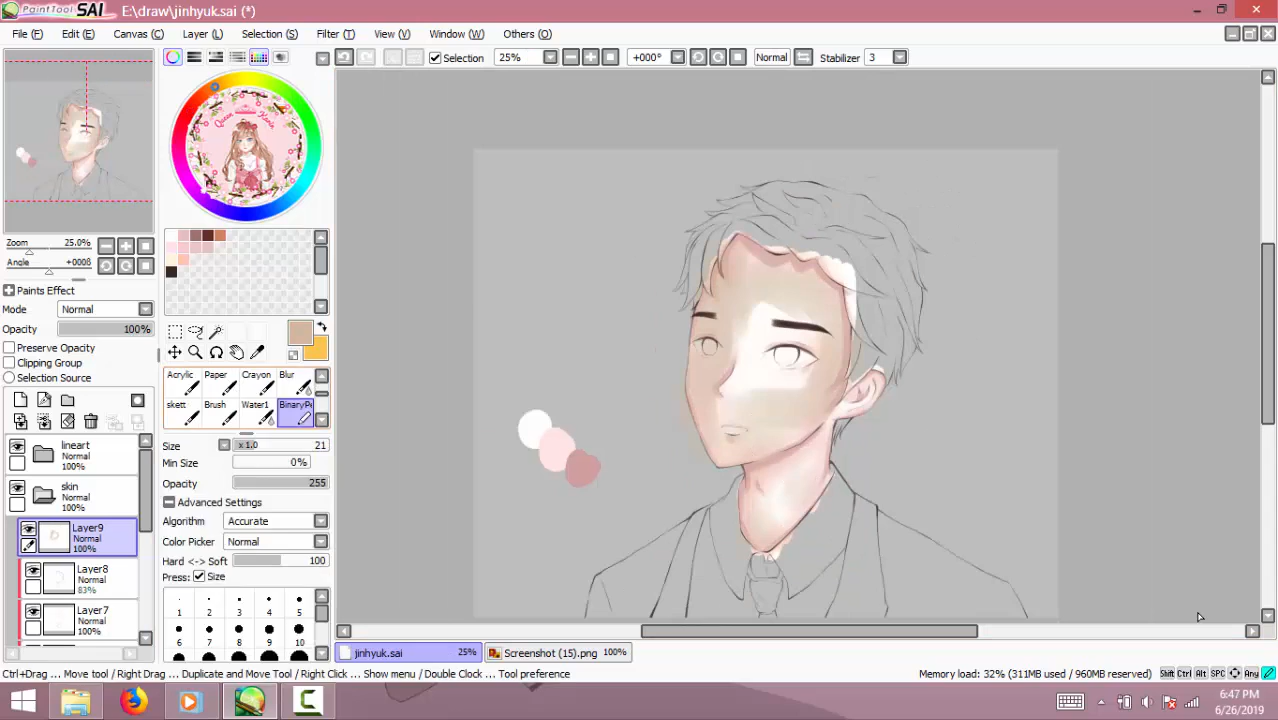 PaintTool SAI E:\draw\jinhyuk.sai (*)
File (F) Edit (E) Canvas (C) Layer (L) Selection (S) Filter (T) View (V) Window (W) Others (O)
Selection 25% +000° Normal Stabilizer 3
Queen Karin
Zoom 25.0%
Angle +000ß
Paints Effect
Mode Normal
Opacity 100%
Preserve Opacity
Clipping Group
Selection Source
Acrylic Paper Crayon Blur
skett Brush Water1 BinaryPe
Size x 1.0 21
Min Size 0%
Opacity 255
Advanced Settings
Algorithm Accurate
Color Picker Normal
Hard <-> Soft 100
Press: Size
1 2 3 4 5
6 7 8 9 10
lineart
Normal
100%
skin
Normal
100%
Layer9
Normal
100%
Layer8
Normal
83%
Layer7
Normal
100%
jinhyuk.sai 25% Screenshot (15).png 100%
Ctrl+Drag ... Move tool / Right Drag ... Duplicate and Move Tool / Right Click ... Show menu / Double Click ... Tool preference
Memory load: 32% (311MB used / 960MB reserved) Shift Ctrl Alt SPC Any
6:47 PM
6/26/2019